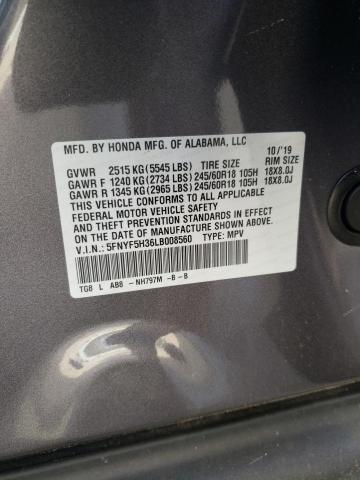 MFD. BY HONDA MFG. OF ALABAMA, LLC 10/'19
GVWR 2515 KG(5545 LBS) TIRE SIZE RIM SIZE
GAWR F 1240 KG(2734 LBS) 245/60R18 105H 18X8.0J
GAWR R 1345 KG(2965 LBS) 245/60R18 105H 18X8.0J
THIS VEHICLE CONFORMS TO ALL APPLICABLE
FEDERAL MOTOR VEHICLE SAFETY, BUMPER, AND
THEFT PREVENTION STANDARDS IN EFFECT ON THE
DATE OF MANUFACTURE SHOWN ABOVE.
V.I.N.: 5FNYF5H36LB008560 TYPE: MPV
TG8 L AB8 -NH797M -B -B